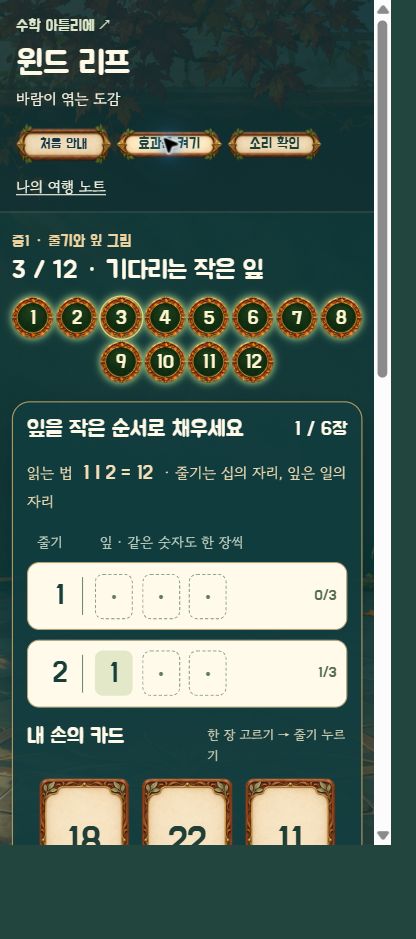 수학 아틀리에 ↗
윈드 리프
바람이 엮는 도감
처음 안내
효과 켜기
소리 확인
나의 여행 노트
중1 · 줄기와 잎 그림
3 / 12 · 기다리는 작은 잎
1 2 3 4 5 6 7 8
9 10 11 12
잎을 작은 순서로 채우세요 1 / 6장
읽는 법 1 | 2 = 12 · 줄기는 십의 자리, 잎은 일의
자리
줄기 잎 · 같은 숫자도 한 장씩
1 · · · 0/3
2 1 · · 1/3
내 손의 카드 한 장 고르기 → 줄기 누르
기
18 22 11